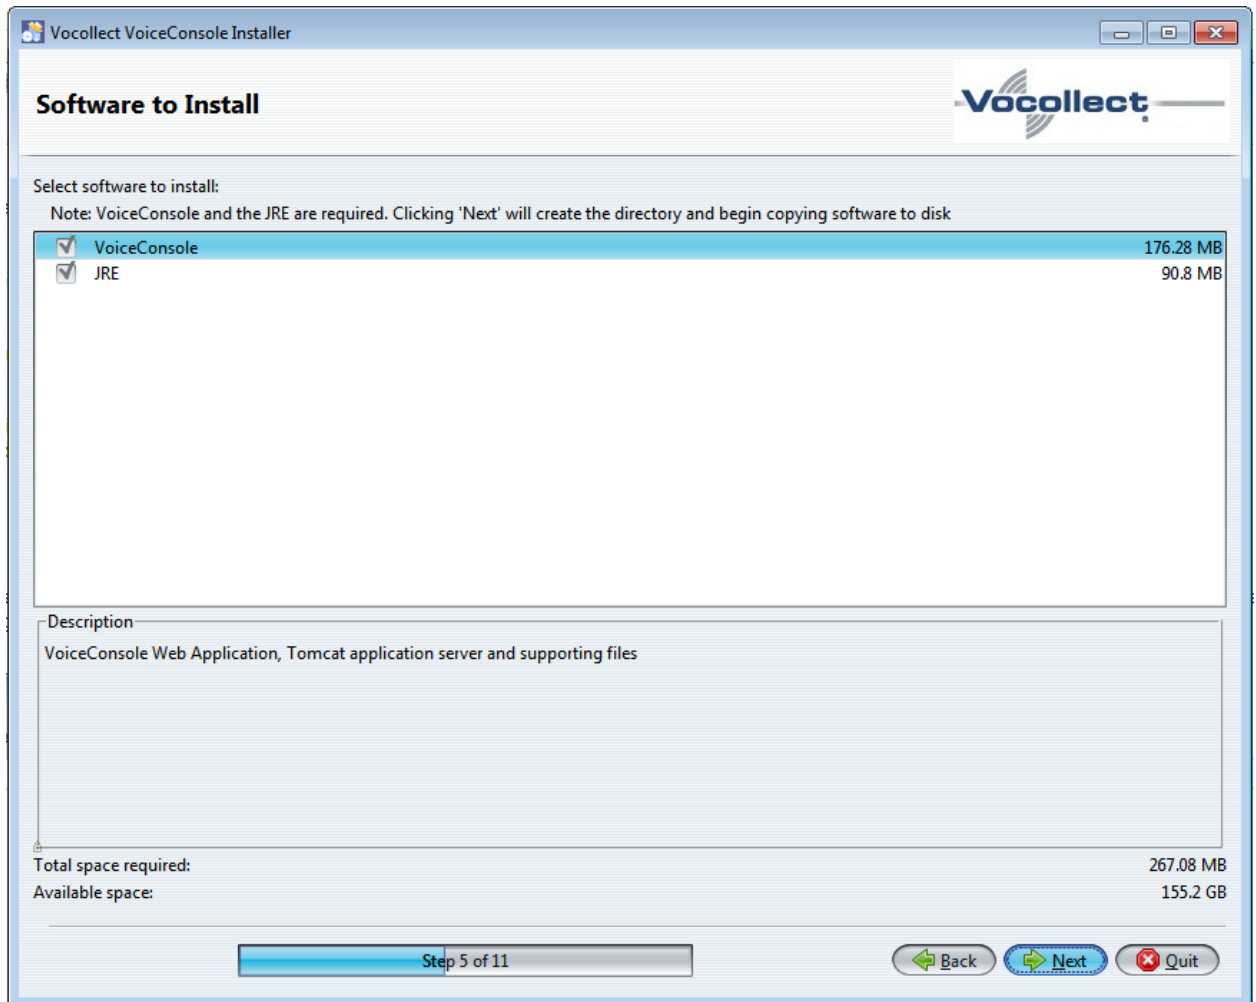 Vocollect VoiceConsole Installer
Software to Install
Vocollect
Select software to install:
Note: VoiceConsole and the JRE are required. Clicking 'Next' will create the directory and begin copying software to disk
VoiceConsole 176.28 MB
JRE 90.8 MB
Description
VoiceConsole Web Application, Tomcat application server and supporting files
Total space required: 267.08 MB
Available space: 155.2 GB
Step 5 of 11 Back Next Quit